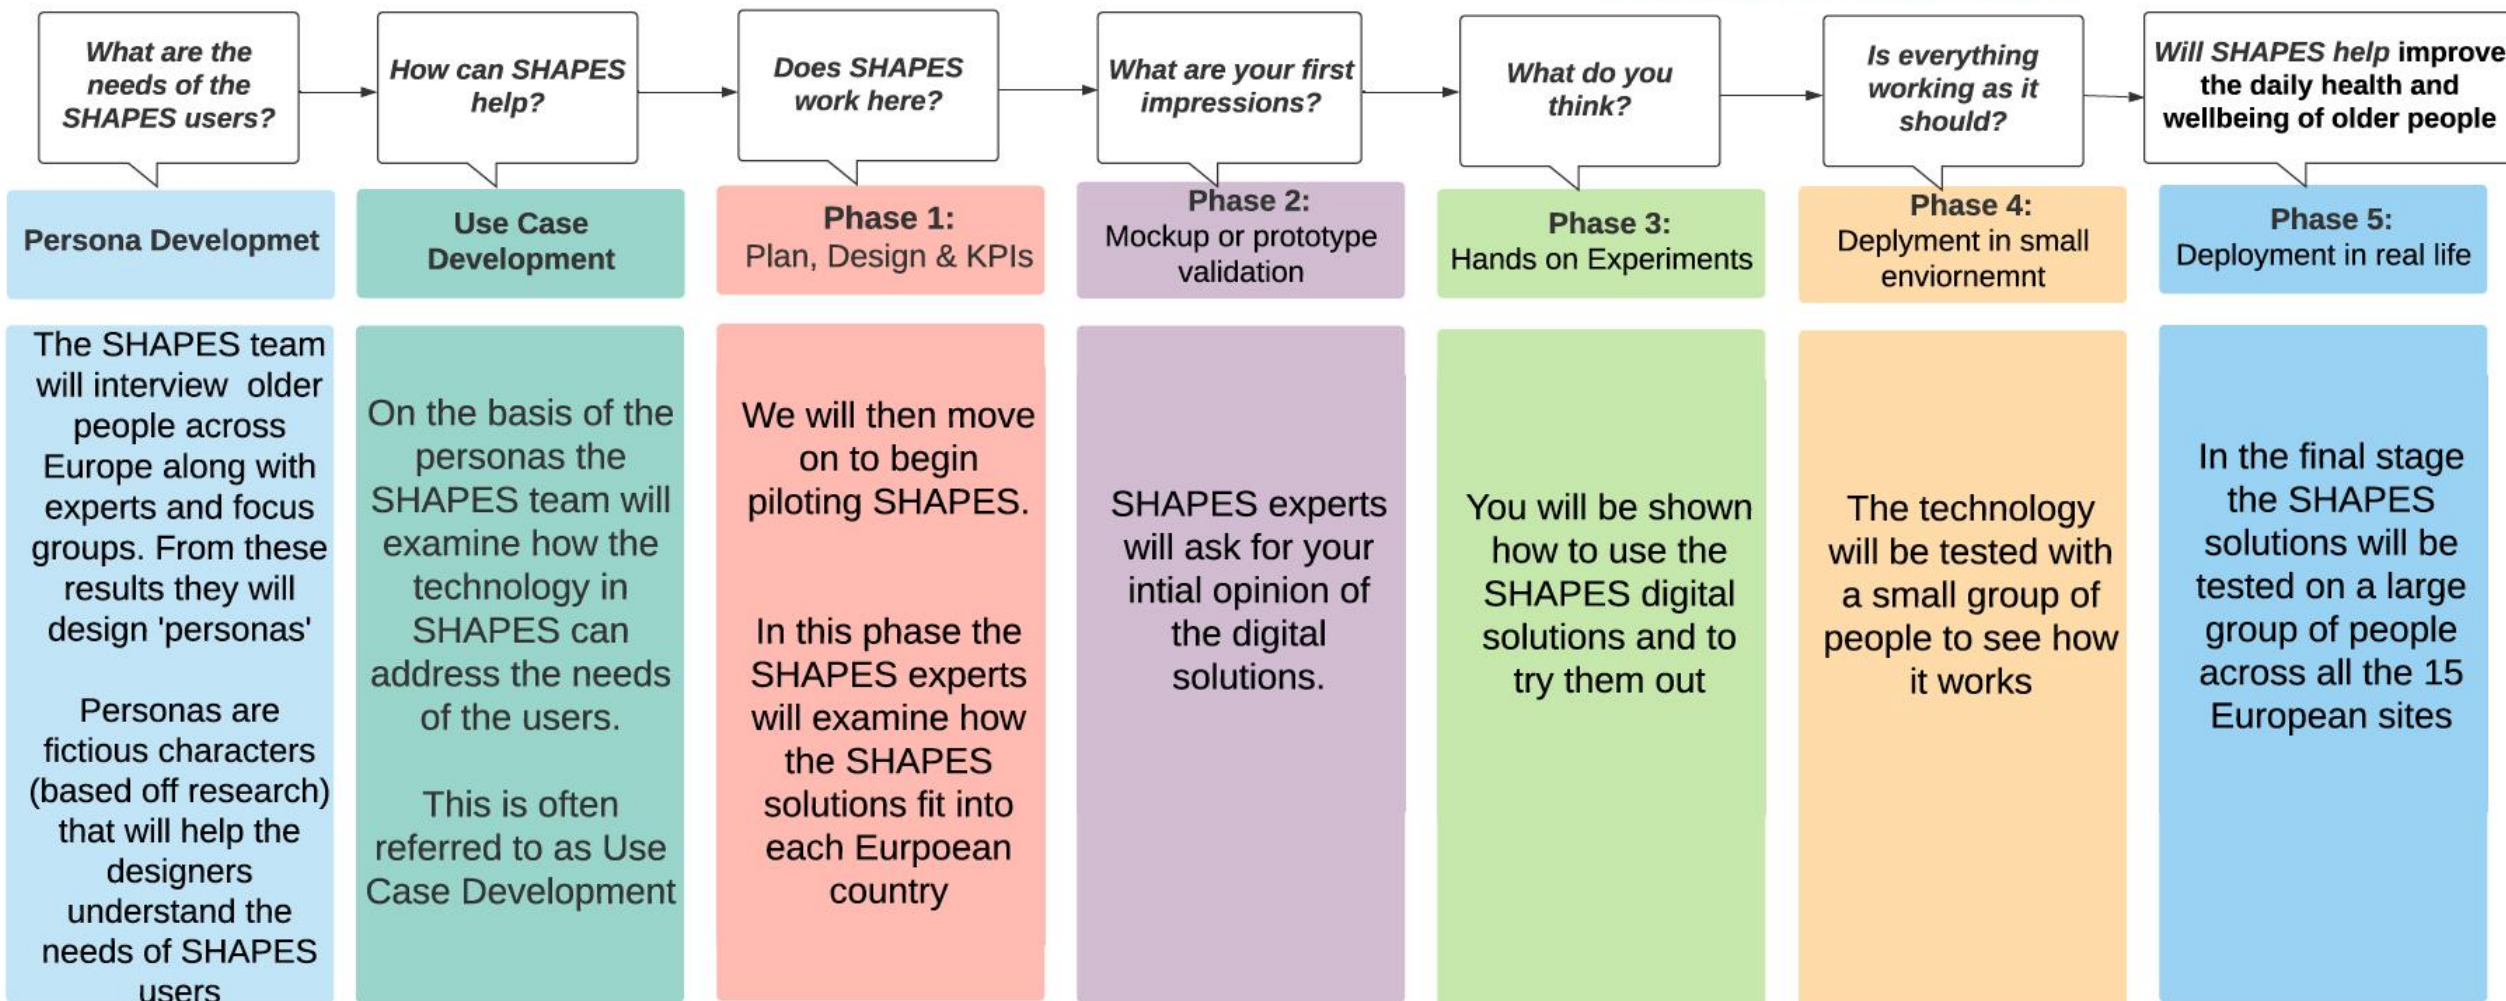 What are the
needs of the
SHAPES users?
How can SHAPES
help?
Does SHAPES
work here?
What are your first
impressions?
What do you
think?
Is everything
working as it
should?
Will SHAPES help improve
the daily health and
wellbeing of older people
Persona Developmet
Use Case
Development
Phase 1:
Plan, Design & KPIs
Phase 2:
Mockup or prototype
validation
Phase 3:
Hands on Experiments
Phase 4:
Deplyment in small
enviornemnt
Phase 5:
Deployment in real life
The SHAPES team
will interview older
people across
Europe along with
experts and focus
groups. From these
results they will
design 'personas'
Personas are
fictious characters
(based off research)
that will help the
designers
understand the
needs of SHAPES
users
On the basis of the
personas the
SHAPES team will
examine how the
technology in
SHAPES can
address the needs
of the users.
This is often
referred to as Use
Case Development
We will then move
on to begin
piloting SHAPES.
In this phase the
SHAPES experts
will examine how
the SHAPES
solutions fit into
each Eurpoean
country
SHAPES experts
will ask for your
intial opinion of
the digital
solutions.
You will be shown
how to use the
SHAPES digital
solutions and to
try them out
The technology
will be tested with
a small group of
people to see how
it works
In the final stage
the SHAPES
solutions will be
tested on a large
group of people
across all the 15
European sites